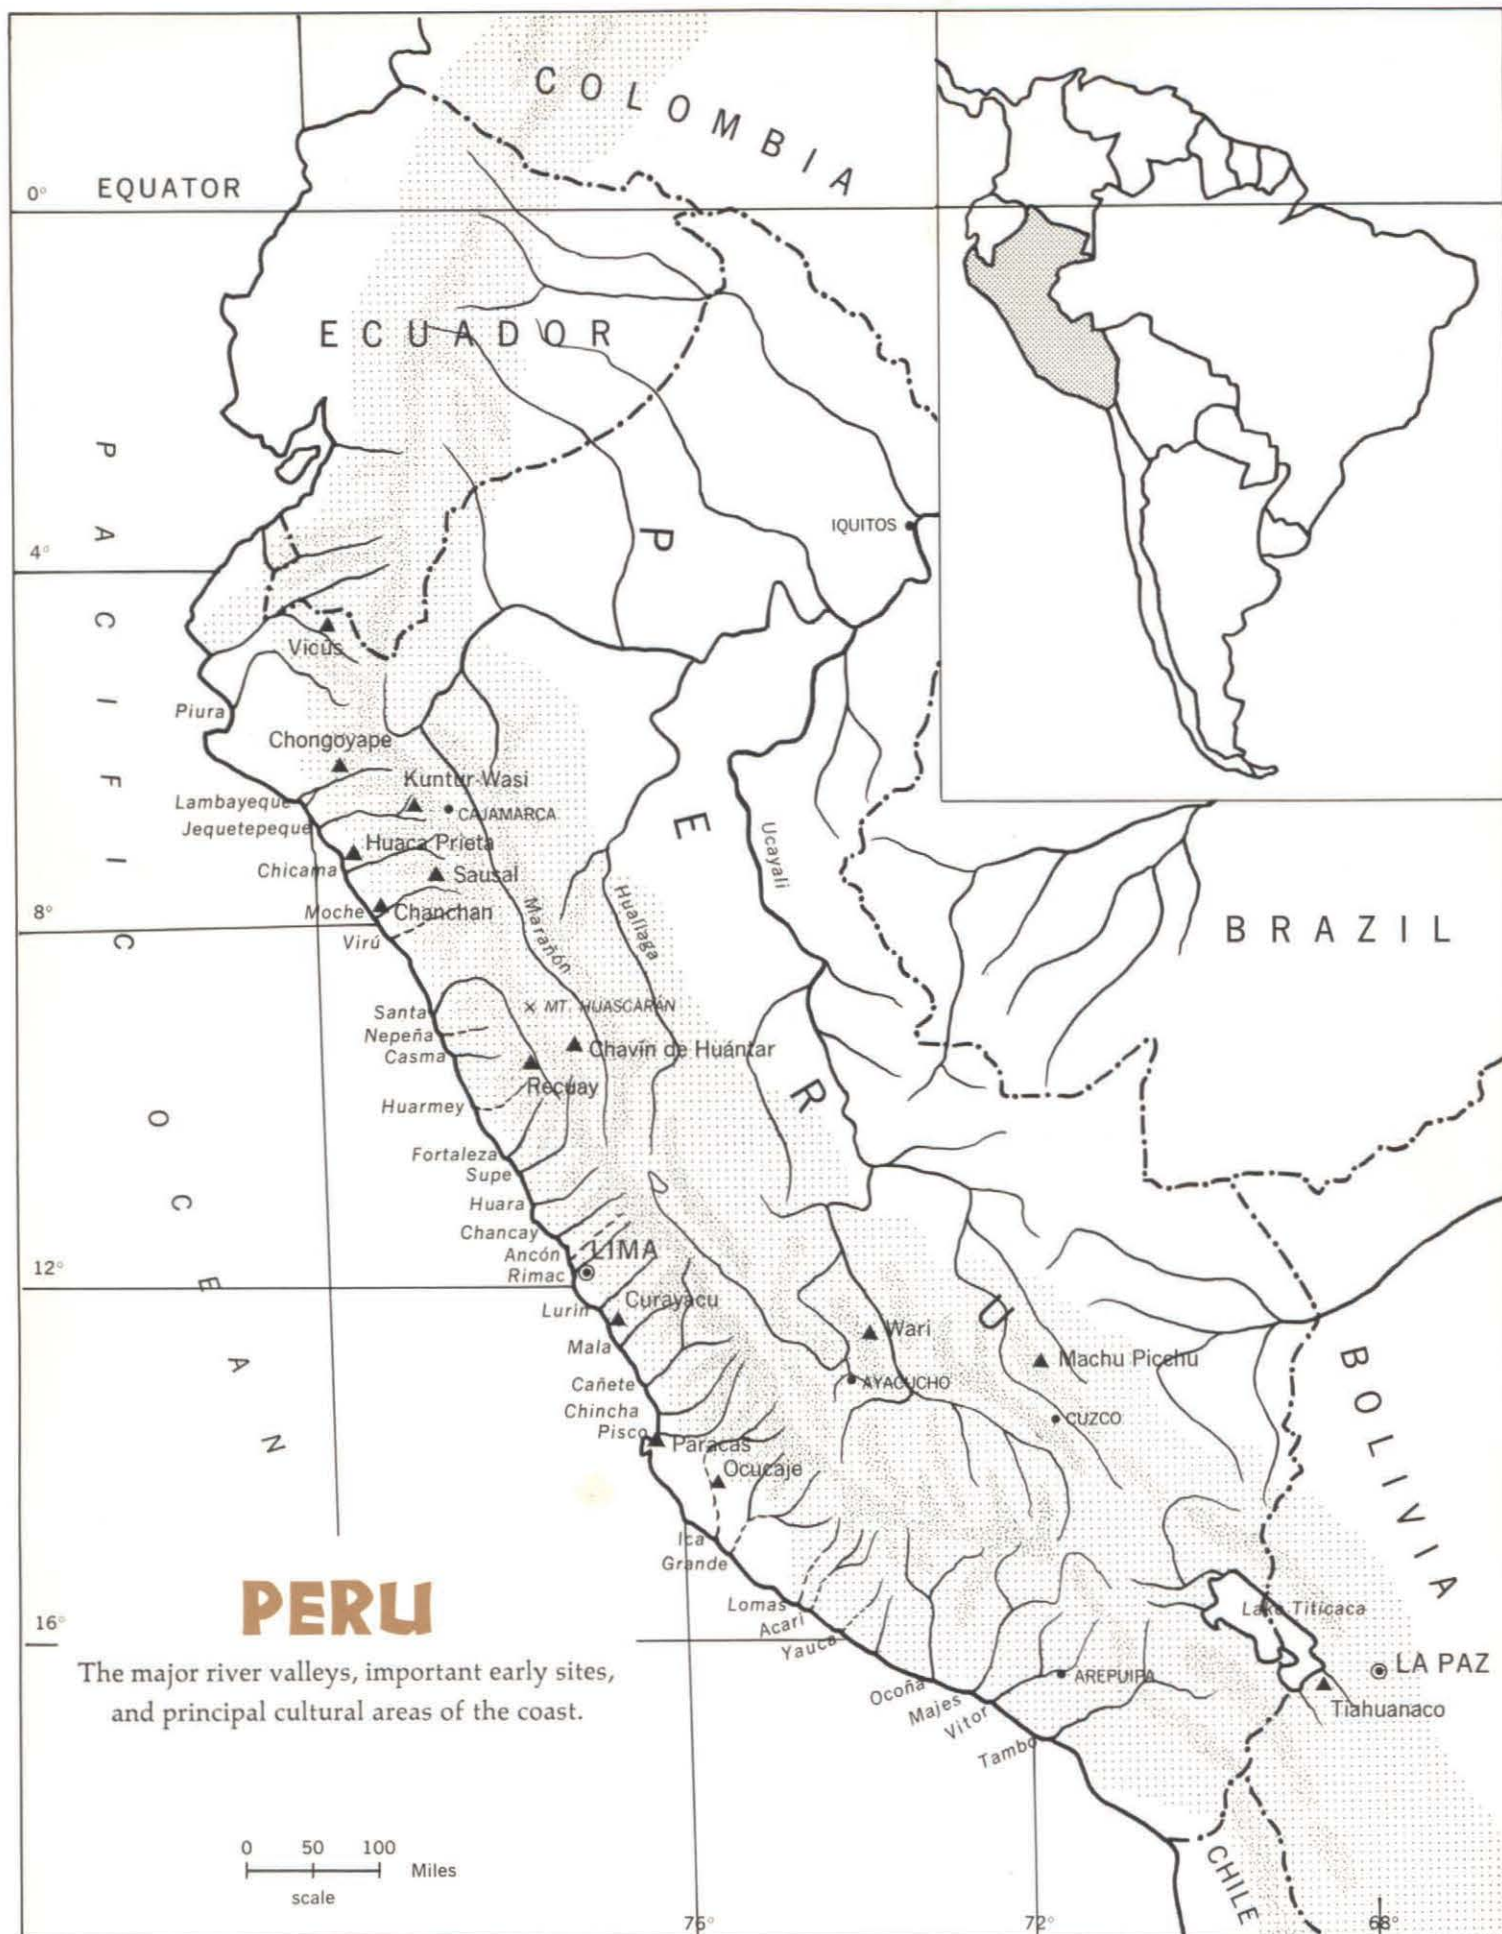 COLOMBIA
0°
EQUATOR
ECUADOR
PACIFIC OCEAN
PERU
IQUITOS
4°
Vicús
Piura
Chongoyape
Kuntur Wasi
Lambayeque
CAJAMARCA
Jequetepeque
Huaca Prieta
Chicama
Sausal
Ucayali
8°
Moche
Chanchan
Virú
Marañón
Huallaga
BRAZIL
Santa
MT. HUASCARÁN
Nepeña
Casma
Chavín de Huántar
Recuay
Huarmey
Fortaleza
Supe
Huara
Chancay
Ancón
LIMA
Rimac
12°
Lurin
Curayacu
Mala
Wari
Machu Picchu
Cañete
AYACUCHO
Chincha
CUZCO
Pisco
Paracas
Ocucaje
BOLIVIA
Ica
Grande
Lomas
Acarí
Yauca
Lake Titicaca
16°
PERU
The major river valleys, important early sites,
and principal cultural areas of the coast.
Ocoña
Majes
Vitor
Tambo
AREPUIPA
LA PAZ
Tiahuanaco
0 50 100
Miles
scale
CHILE
76°
72°
68°